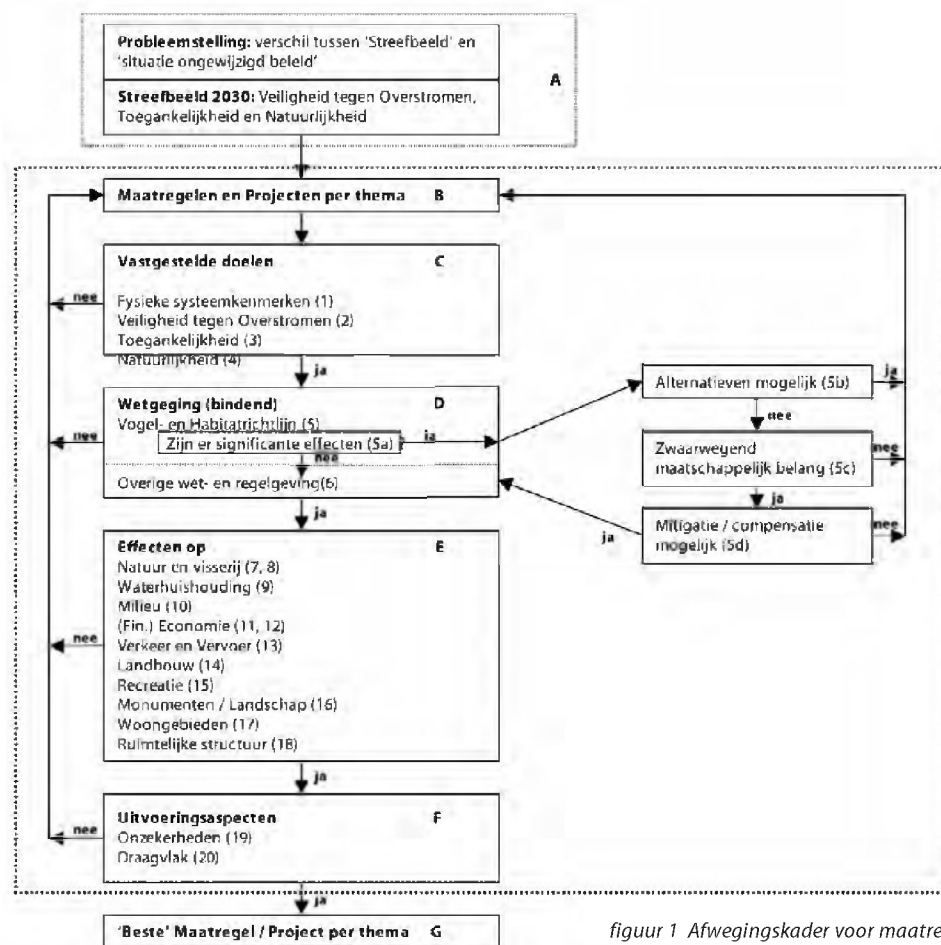 Probleemstelling: verschil tussen 'Streefbeeld' en
'situatie ongewijzigd beleid'
A
Streefbeeld 2030: Veiligheid tegen Overstromen,
Toegankelijkheid en Natuurlijkheid
Maatregelen en Projecten per thema B
Vastgestelde doelen C
nee
Fysieke systeemkenmerken (1)
Veiligheid tegen Overstromen (2)
Toegankelijkheid (3)
Natuurlijkheid (4)
ja
Wetgeging (bindend) D
Vogel- en Habitatrichtlijn (5)
nee
Zijn er significante effecten (5a)
ja
nee
Overige wet- en regelgeving(6)
ja
Alternatieven mogelijk (5b)
ja
nee
Zwaarwegend
maatschappelijk belang (5c)
nee
ja
Mitigatie / compensatie
mogelijk (5d)
nee
ja
Effecten op E
Natuur en visserij (7, 8)
Waterhuishouding (9)
Milieu (10)
(Fin.) Economie (11, 12)
nee
Verkeer en Vervoer (13)
Landbouw (14)
Recreatie (15)
Monumenten / Landschap (16)
Woongebieden (17)
Ruimtelijke structuur (18)
ja
Uitvoeringsaspecten F
nee
Onzekerheden (19)
Draagvlak (20)
ja
'Beste' Maatregel / Project per thema G
figuur 1 Afwegingskader voor maatre